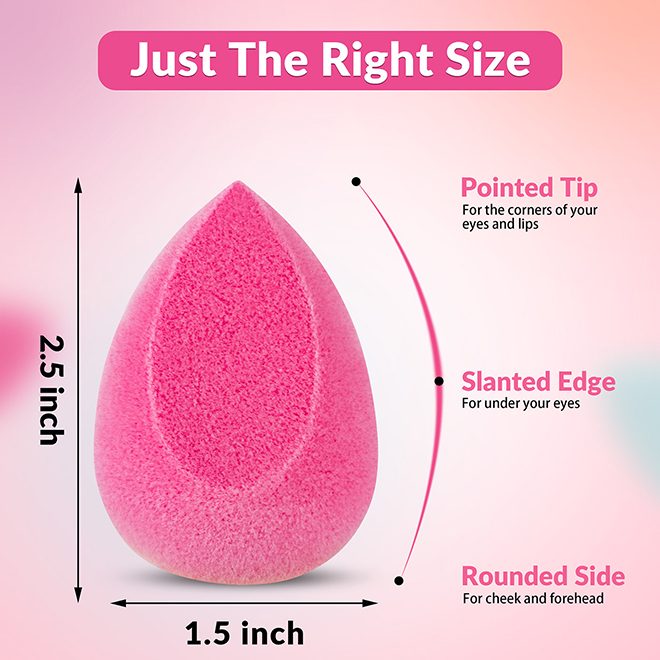 Just The Right Size
Pointed Tip
For the corners of your
eyes and lips
2.5 inch
Slanted Edge
For under your eyes
Rounded Side
For cheek and forehead
1.5 inch